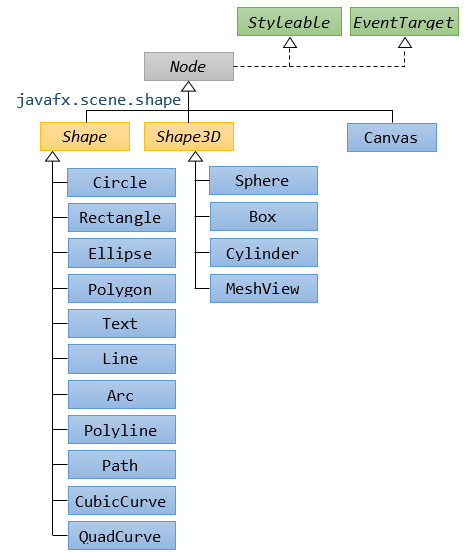 Styleable
EventTarget
Node
javafx.scene.shape
Shape
Shape3D
Canvas
Circle
Rectangle
Ellipse
Polygon
Text
Line
Arc
Polyline
Path
CubicCurve
QuadCurve
Sphere
Box
Cylinder
MeshView